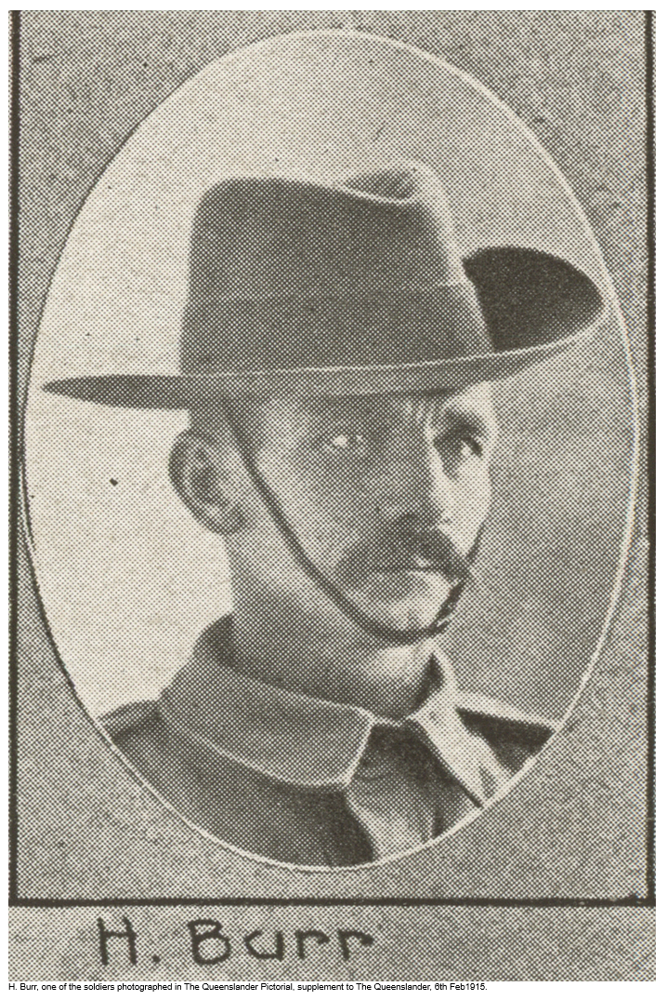 H. Burr
H. Burr, one of the soldiers photographed in The Queenslander Pictorial, supplement to The Queenslander, 6th Feb1915.